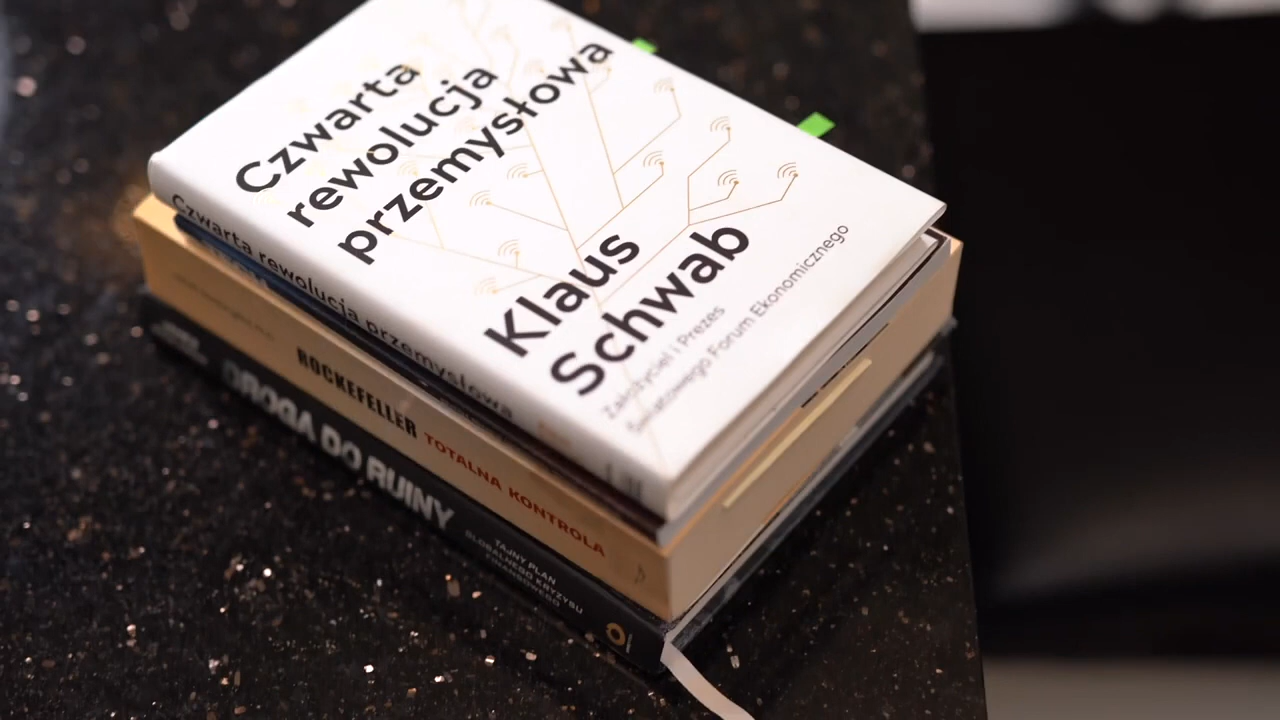 Czwarta
rewolucja
przemysłowa
Klaus
Schwab
Założyciel i Prezes
Światowego Forum Ekonomicznego
Czwarta rewolucja przemysłowa
ROCKEFELLER TOTALNA KONTROLA
DROGA DO RUINY
TAJNY PLAN
GLOBALNEGO KRYZYSU
FINANSOWEGO